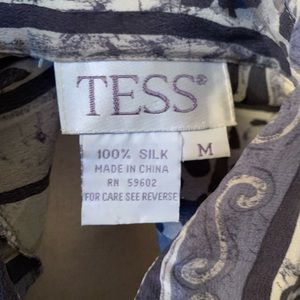 TESS®
M
100% SILK
MADE IN CHINA
RN 59602
FOR CARE SEE REVERSE